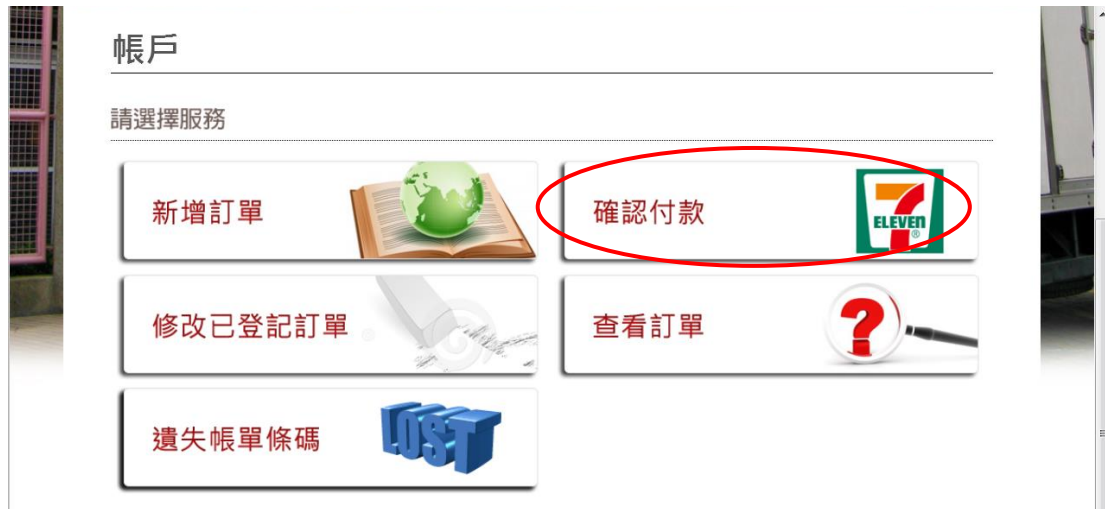 帳戶
請選擇服務
新增訂單
確認付款
7
ELEVEN
®
修改已登記訂單
查看訂單
?
遺失帳單條碼
LOST